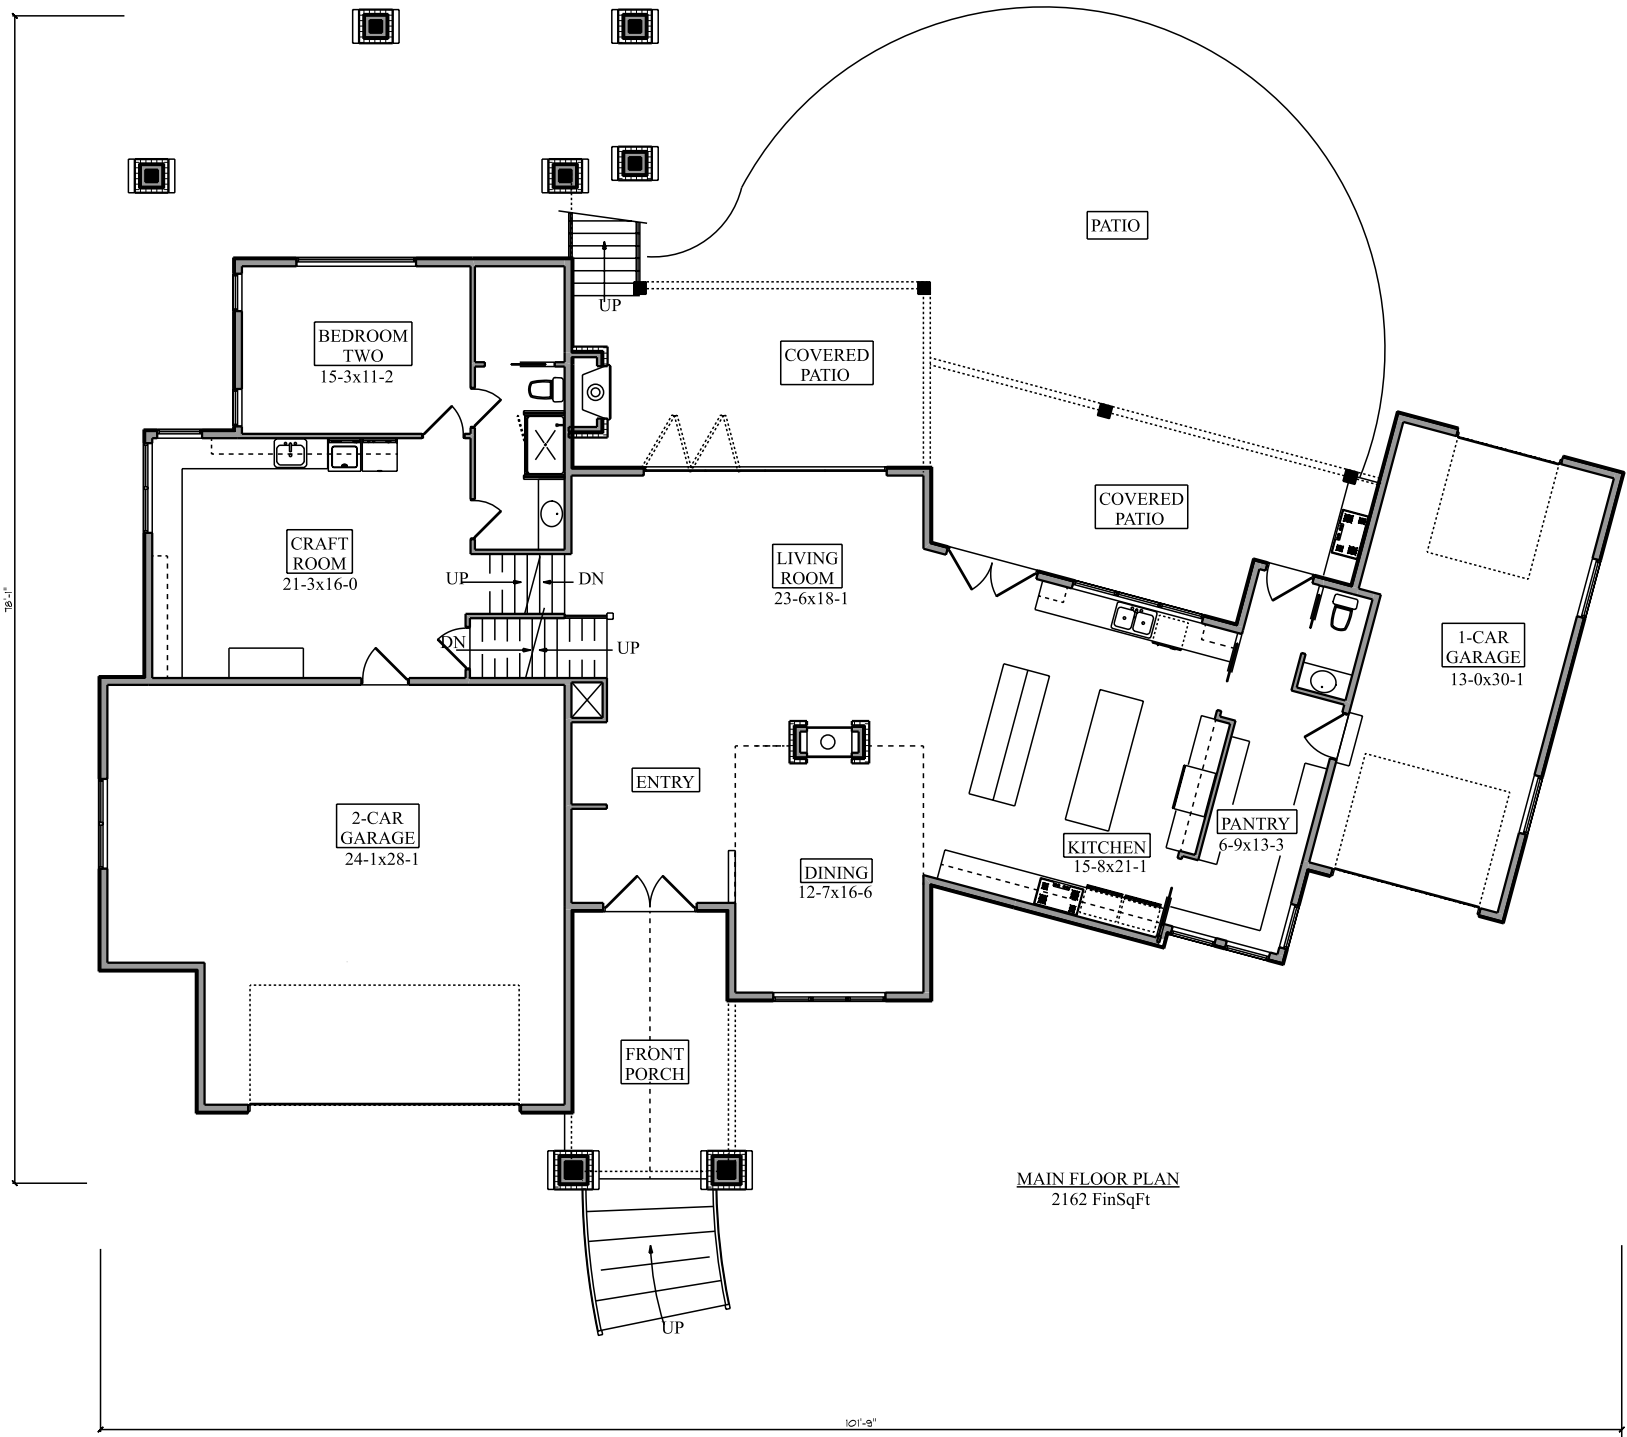 PATIO
UP
BEDROOM
TWO
15-3x11-2
COVERED
PATIO
COVERED
PATIO
CRAFT
ROOM
21-3x16-0
UP
DN
LIVING
ROOM
23-6x18-1
DN
UP
1-CAR
GARAGE
13-0x30-1
78'-1"
ENTRY
2-CAR
GARAGE
24-1x28-1
PANTRY
6-9x13-3
KITCHEN
15-8x21-1
DINING
12-7x16-6
FRONT
PORCH
MAIN FLOOR PLAN
2162 FinSqFt
UP
101'-9"